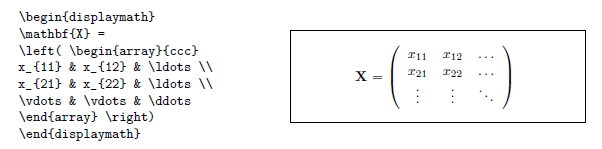 \begin{displaymath}
\mathbf{X} =
\left( \begin{array}{ccc}
x_{11} & x_{12} & \ldots \\
x_{21} & x_{22} & \ldots \\
\vdots & \vdots & \ddots
\end{array} \right)
\end{displaymath}
x₁₁ x₁₂ …
X = ( x₂₁ x₂₂ … )
⋮ ⋮ ⋱